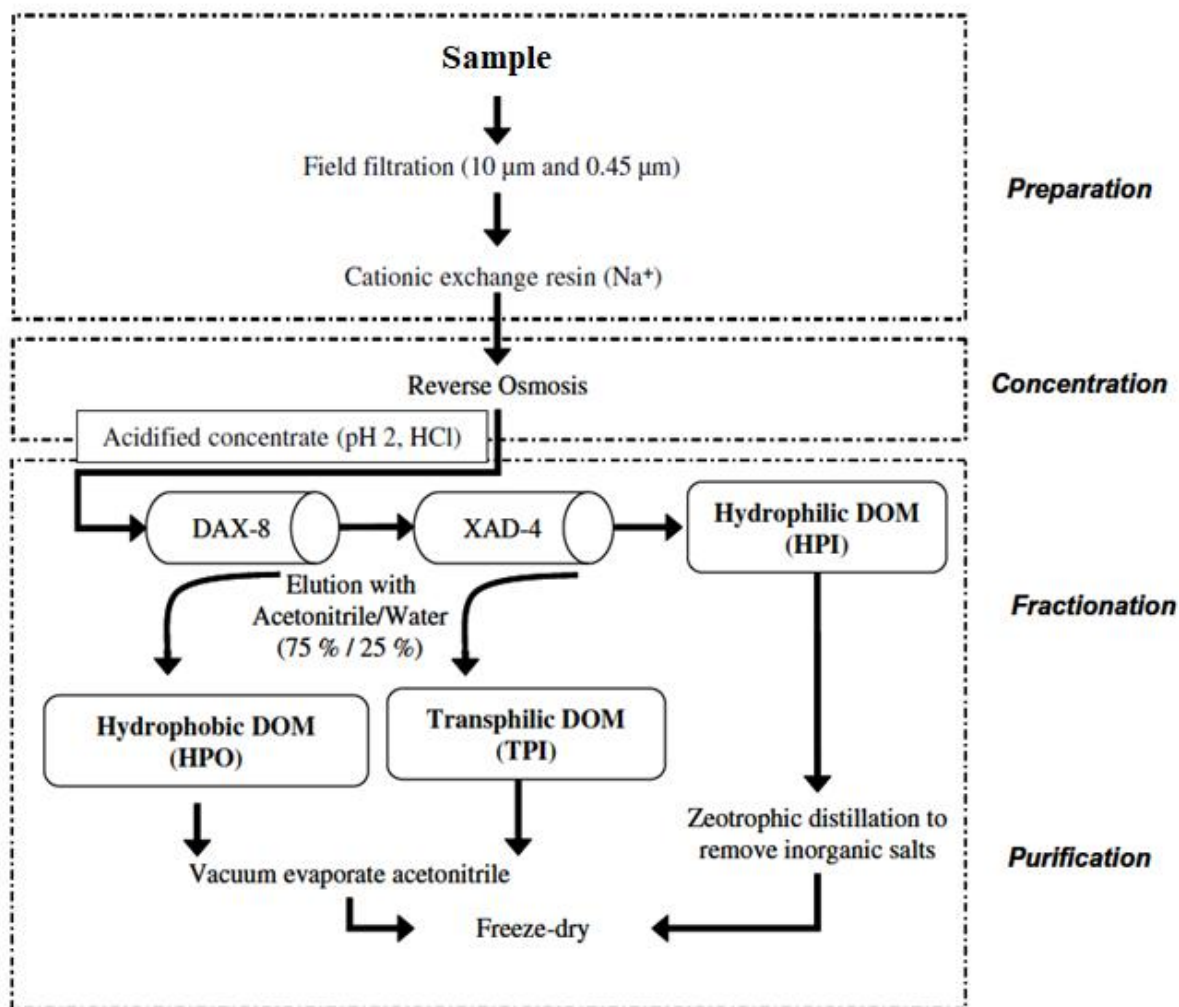 Sample
Field filtration (10 µm and 0.45 µm)
Preparation
Cationic exchange resin (Na⁺)
Reverse Osmosis
Concentration
Acidified concentrate (pH 2, HCl)
DAX-8
XAD-4
Hydrophilic DOM
(HPI)
Elution with
Acetonitrile/Water
(75 % / 25 %)
Fractionation
Hydrophobic DOM
(HPO)
Transphilic DOM
(TPI)
Zeotrophic distillation to
remove inorganic salts
Purification
Vacuum evaporate acetonitrile
Freeze-dry